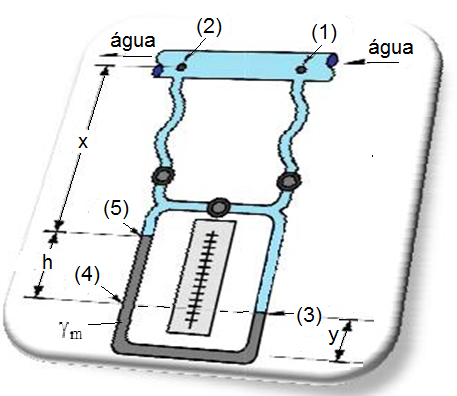 (2)
(1)
água
água
x
(5)
h
(4)
(3)
γm
y